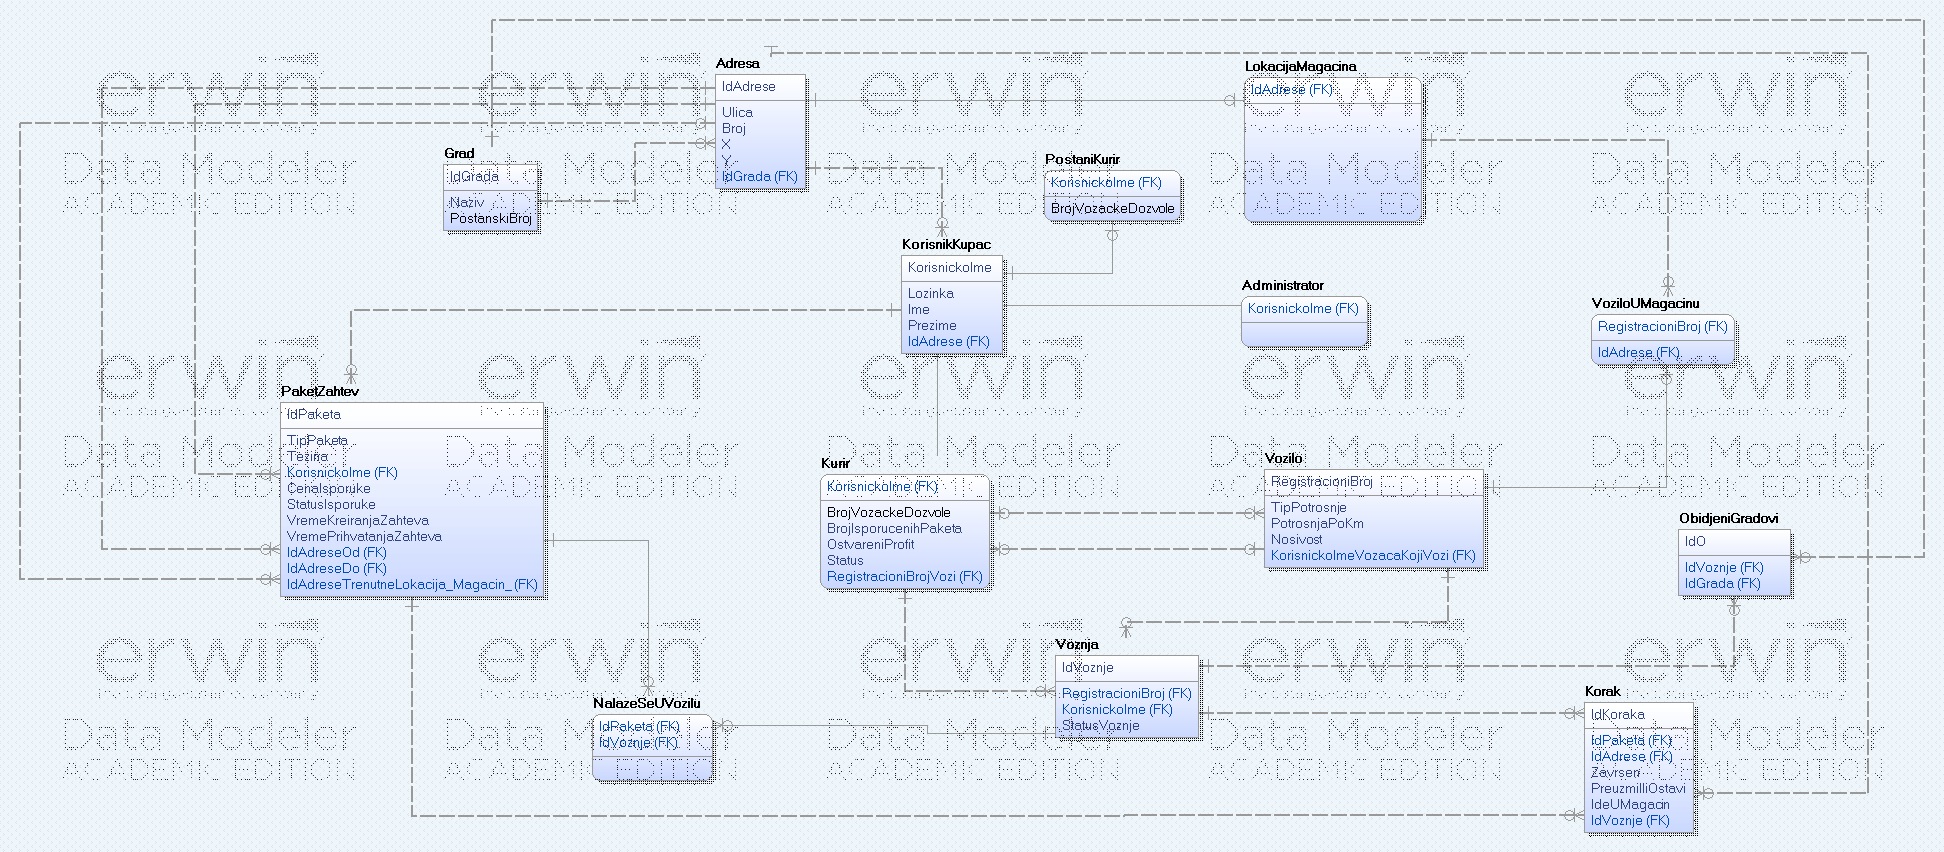 Adresa
IdAdrese
Ulica
Broj
X
Y
IdGrada (FK)
LokacijaMagacina
IdAdrese (FK)
Grad
IdGrada
Naziv
PostanskiBroj
PostaniKurir
KorisnickoIme (FK)
BrojVozackeDozvole
KorisnikKupac
KorisnickoIme
Lozinka
Ime
Prezime
IdAdrese (FK)
Administrator
KorisnickoIme (FK)
VoziloUMagacinu
RegistracioniBroj (FK)
IdAdrese (FK)
PaketZahtev
IdPaketa
TipPaketa
Tezina
KorisnickoIme (FK)
CenaIsporuke
StatusIsporuke
VremeKreiranjaZahteva
VremePrihvatanjaZahteva
IdAdreseOd (FK)
IdAdreseDo (FK)
IdAdreseTrenutneLokacija_Magacin_ (FK)
Kurir
KorisnickoIme (FK)
BrojVozackeDozvole
BrojIsporucenihPaketa
OstvareniProfit
Status
RegistracioniBrojVozi (FK)
Vozilo
RegistracioniBroj
TipPotrosnje
PotrosnjaPoKm
Nosivost
KorisnickoImeVozacaKojiVozi (FK)
ObidjeniGradovi
IdO
IdVoznje (FK)
IdGrada (FK)
Voznja
IdVoznje
RegistracioniBroj (FK)
KorisnickoIme (FK)
StatusVoznje
NalazeSeUVozilu
IdPaketa (FK)
IdVoznje (FK)
Korak
IdKoraka
IdPaketa (FK)
IdAdrese (FK)
Zavrsen
PreuzmiIliOstavi
IdeUMagacin
IdVoznje (FK)
erwin
Data Modeler
ACADEMIC EDITION